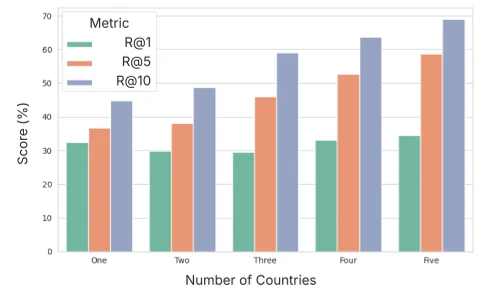 Metric
R@1
R@5
R@10
Score (%)
70
60
50
40
30
20
10
0
One Two Three Four Five
Number of Countries